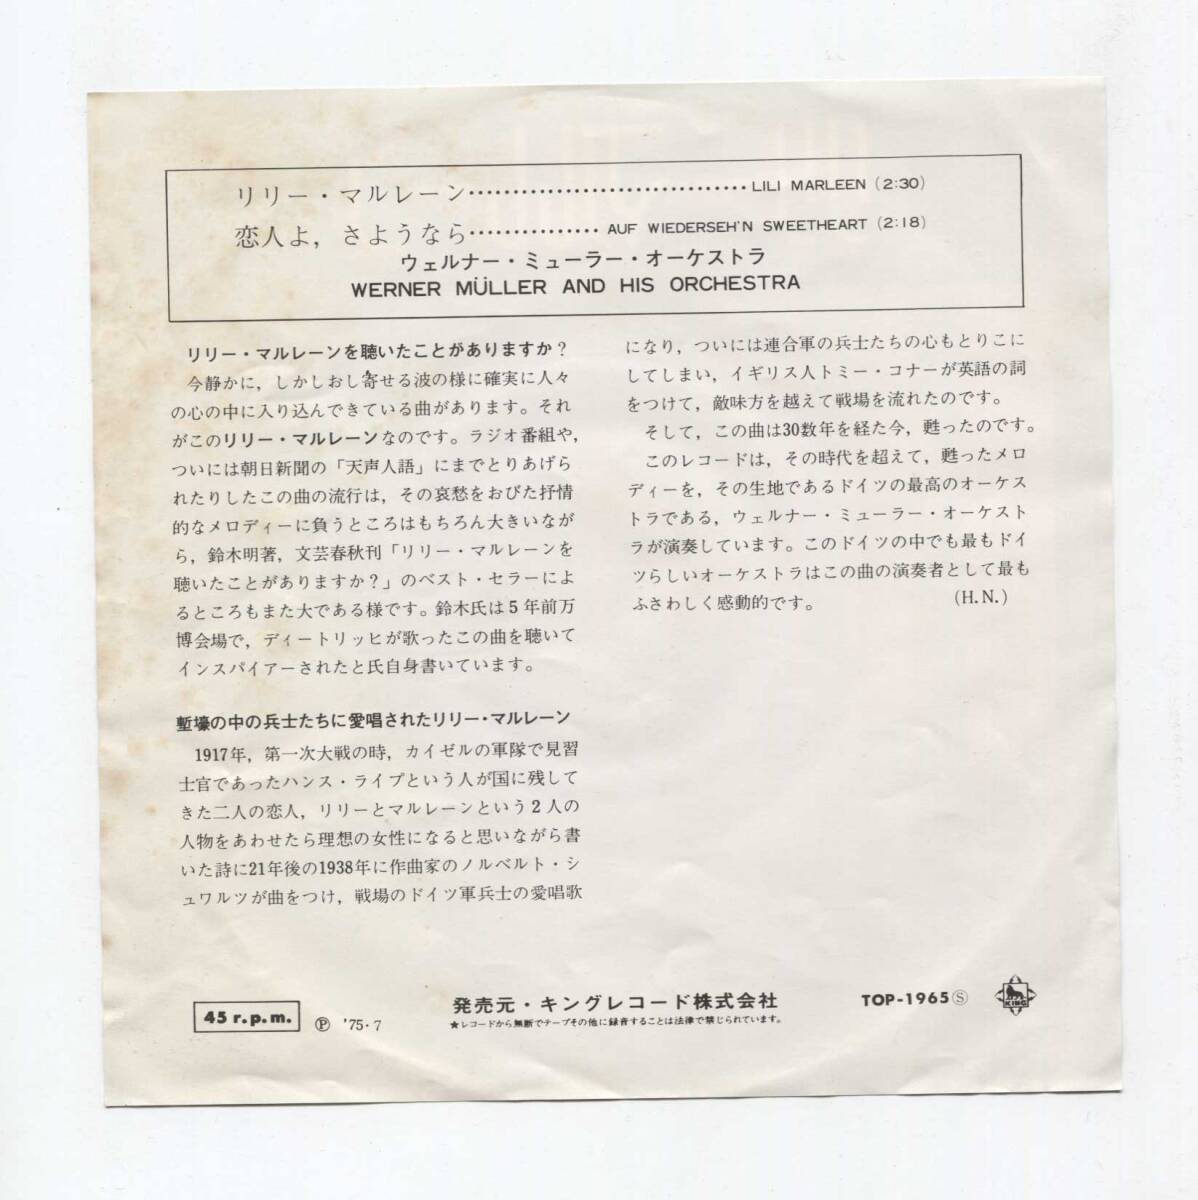 リリー・マルレーン……………………………LILI MARLEEN (2:30)
恋人よ，さようなら……………AUF WIEDERSEH'N SWEETHEART (2:18)
ウェルナー・ミューラー・オーケストラ
WERNER MÜLLER AND HIS ORCHESTRA
リリー・マルレーンを聴いたことがありますか？
今静かに，しかしおし寄せる波の様に確実に人々
の心の中に入り込んできている曲があります。それ
がこのリリー・マルレーンなのです。ラジオ番組や，
ついには朝日新聞の「天声人語」にまでとりあげら
れたりしたこの曲の流行は，その哀愁をおびた抒情
的なメロディーに負うところはもちろん大きいなが
ら，鈴木明著，文芸春秋刊「リリー・マルレーンを
聴いたことがありますか？」のベスト・セラーによ
るところもまた大である様です。鈴木氏は５年前万
博会場で，ディートリッヒが歌ったこの曲を聴いて
インスパイアーされたと氏自身書いています。
塹壕の中の兵士たちに愛唱されたリリー・マルレーン
1917年，第一次大戦の時，カイゼルの軍隊で見習
士官であったハンス・ライプという人が国に残して
きた二人の恋人，リリーとマルレーンという２人の
人物をあわせたら理想の女性になると思いながら書
いた詩に21年後の1938年に作曲家のノルベルト・シ
ュワルツが曲をつけ，戦場のドイツ軍兵士の愛唱歌
になり，ついには連合軍の兵士たちの心もとりこに
してしまい，イギリス人トミー・コナーが英語の詞
をつけて，敵味方を越えて戦場を流れたのです。
そして，この曲は30数年を経た今，甦ったのです。
このレコードは，その時代を超えて，甦ったメロ
ディーを，その生地であるドイツの最高のオーケス
トラである，ウェルナー・ミューラー・オーケスト
ラが演奏しています。このドイツの中でも最もドイ
ツらしいオーケストラはこの曲の演奏者として最も
ふさわしく感動的です。 (H.N.)
45 r.p.m. Ⓟ '75・7
発売元・キングレコード株式会社
★レコードから無断でテープその他に録音することは法律で禁じられています。
TOP-1965Ⓢ
KING